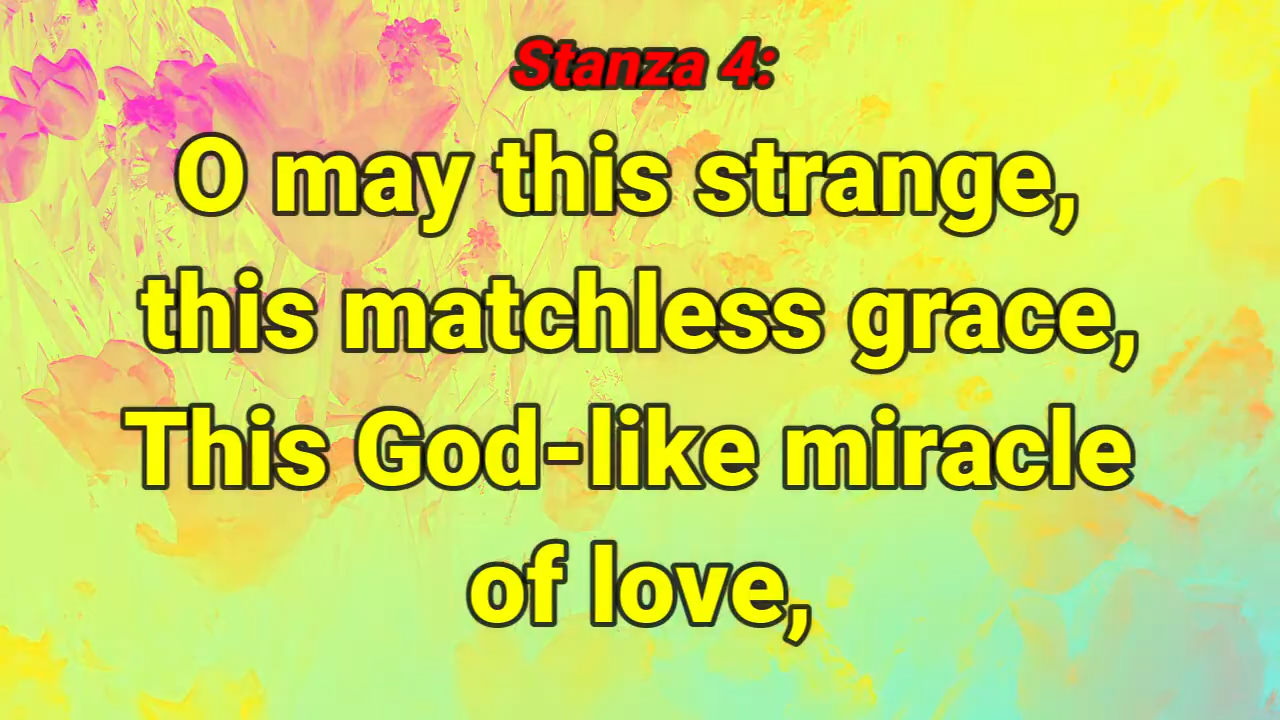 Stanza 4:
O may this strange,
this matchless grace,
This God-like miracle
of love,